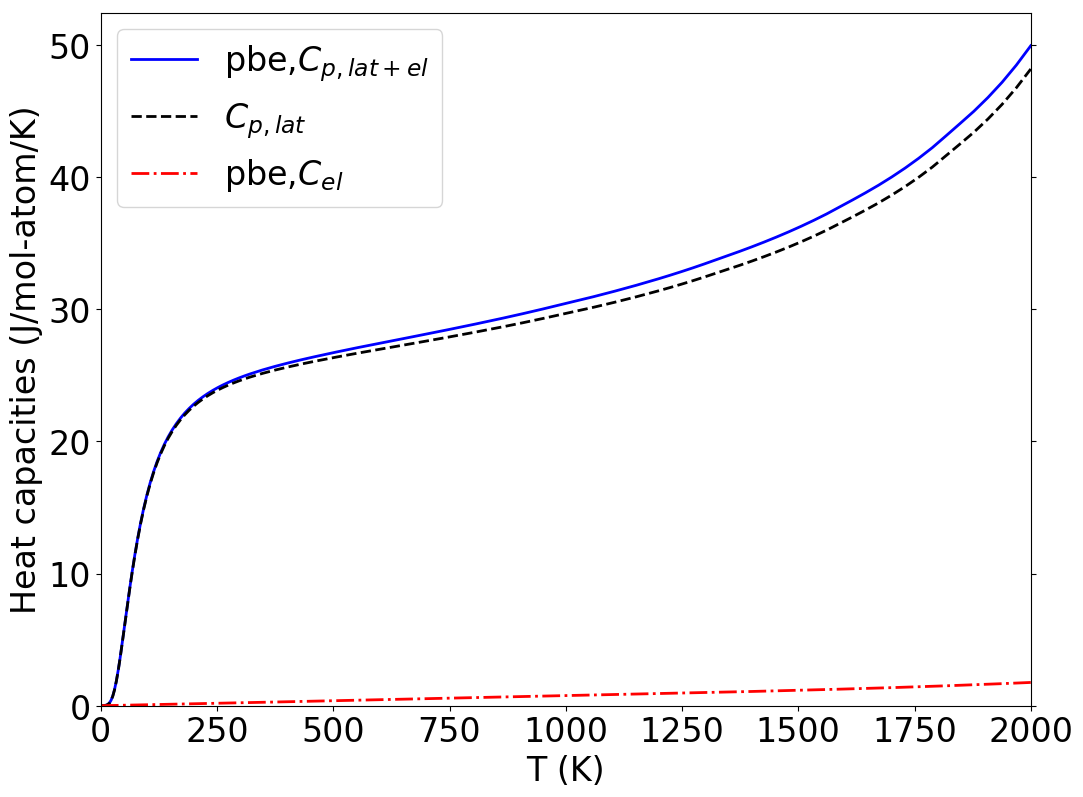 50
40
30
20
10
0
Heat capacities (J/mol-atom/K)
pbe,C_{p,lat+el}
C_{p,lat}
pbe,C_{el}
0 250 500 750 1000 1250 1500 1750 2000
T (K)